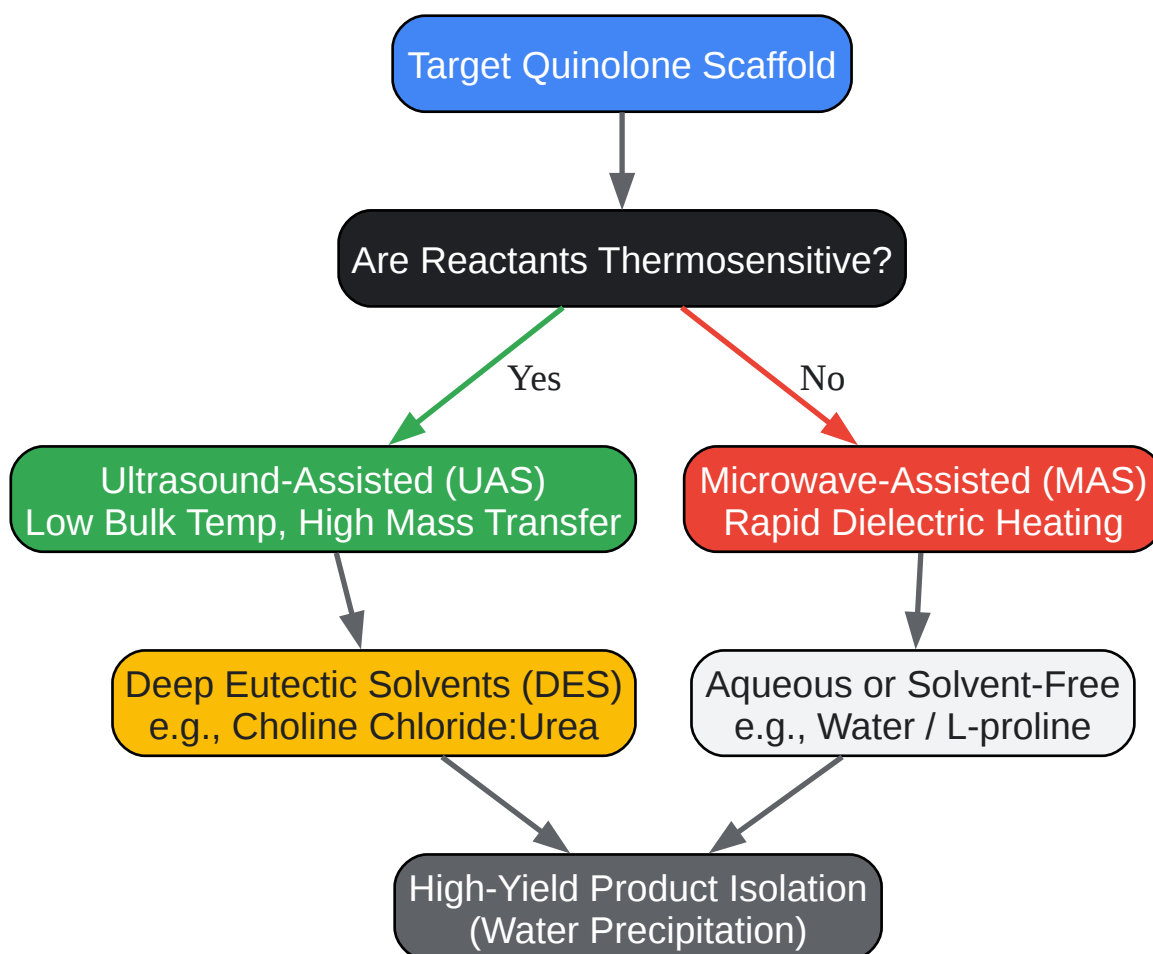 Target Quinolone Scaffold
Are Reactants Thermosensitive?
Yes
No
Ultrasound-Assisted (UAS)
Low Bulk Temp, High Mass Transfer
Microwave-Assisted (MAS)
Rapid Dielectric Heating
Deep Eutectic Solvents (DES)
e.g., Choline Chloride:Urea
Aqueous or Solvent-Free
e.g., Water / L-proline
High-Yield Product Isolation
(Water Precipitation)